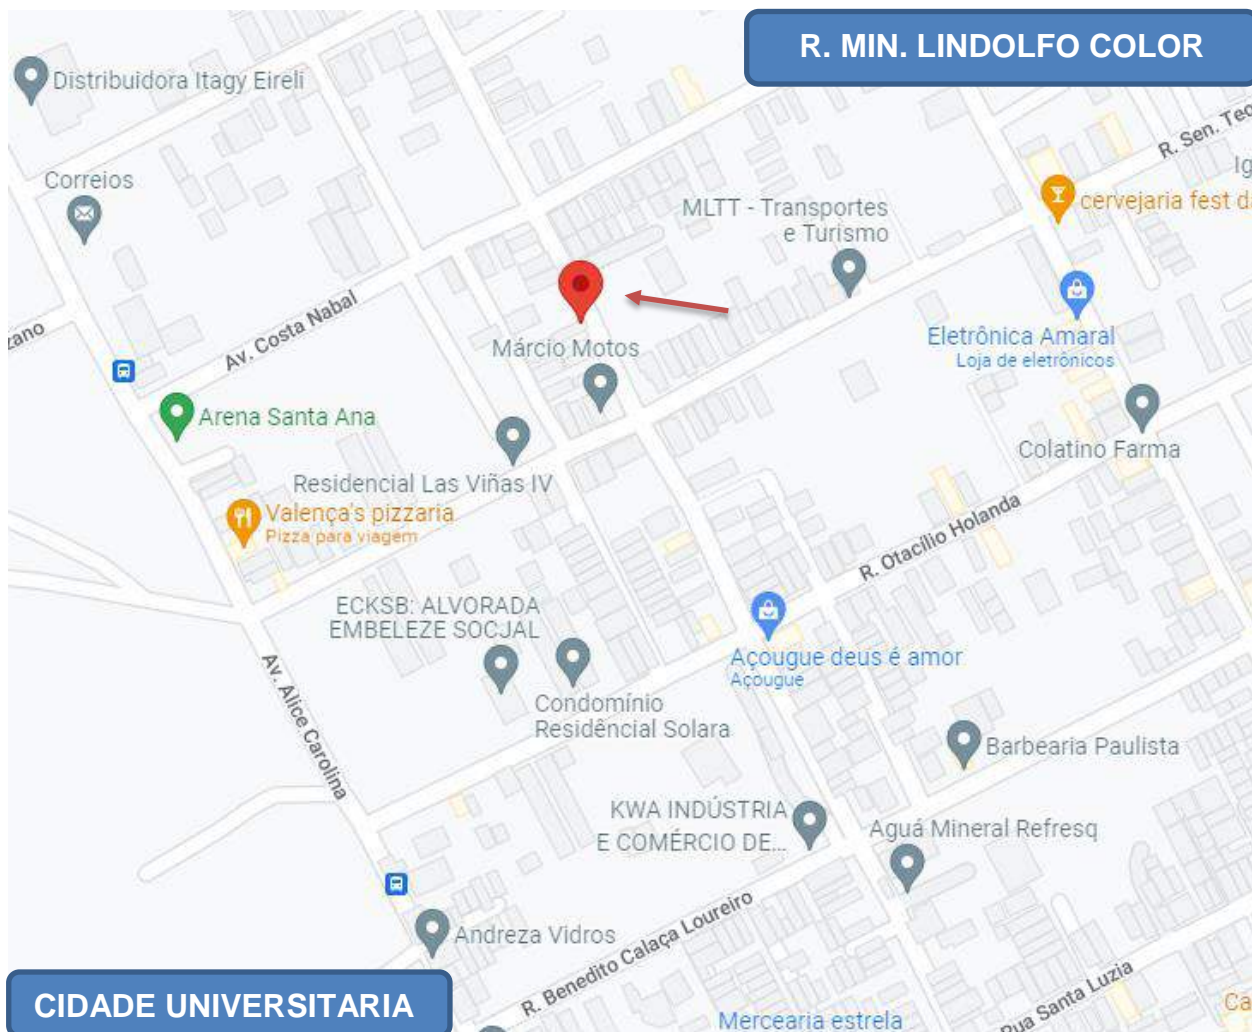 R. MIN. LINDOLFO COLOR
Distribuidora Itagy Eireli
R. Sen. Teo
Ig
Correios
cervejaria fest da
MLTT - Transportes
e Turismo
zano
Av. Costa Nabal
Márcio Motos
Eletrônica Amaral
Loja de eletrônicos
Arena Santa Ana
Colatino Farma
Residencial Las Viñas IV
Valença's pizzaria
Pizza para viagem
R. Otacílio Holanda
ECKSB: ALVORADA
EMBELEZE SOCJAL
Açougue deus é amor
Açougue
Av. Alice Carolina
Condomínio
Residêncial Solara
Barbearia Paulista
KWA INDÚSTRIA
E COMÉRCIO DE...
Aguá Mineral Refresq
Andreza Vidros
R. Benedito Calaça Loureiro
Rua Santa Luzia
CIDADE UNIVERSITARIA
Mercearia estrela
Ca